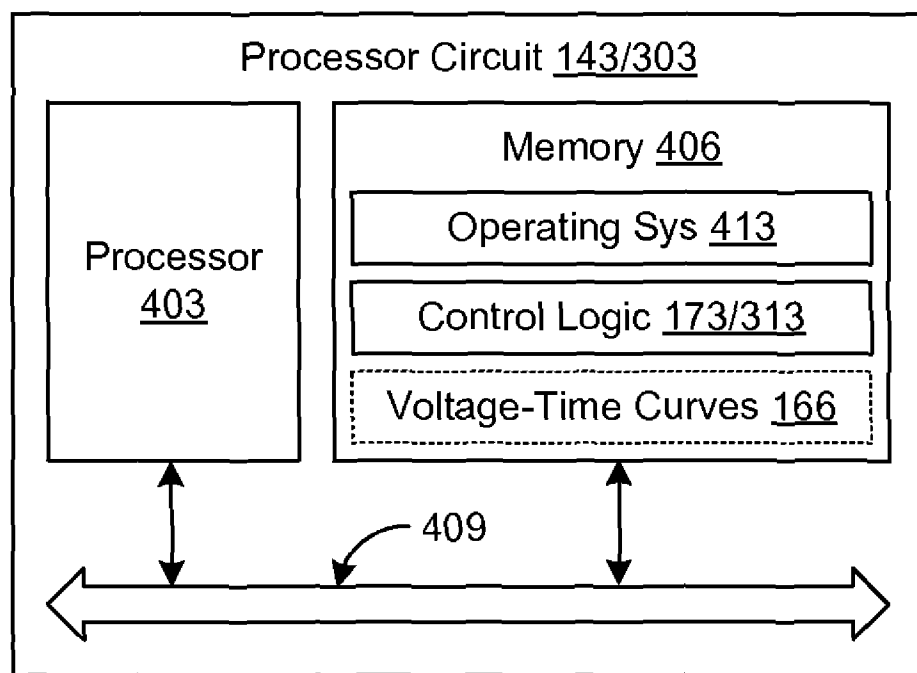 Processor Circuit 143/303
Processor
403
Memory 406
Operating Sys 413
Control Logic 173/313
Voltage-Time Curves 166
409